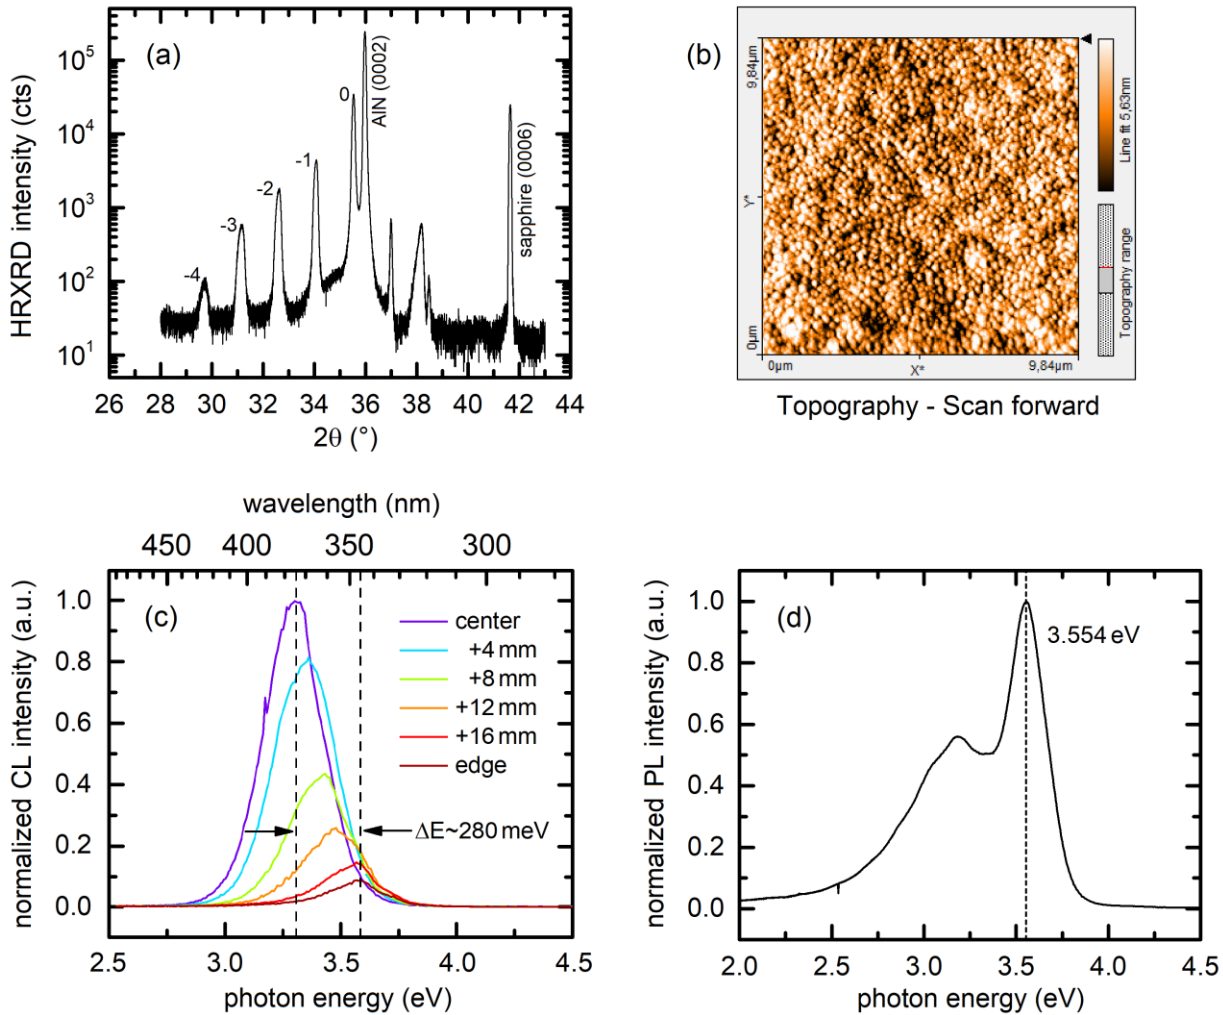 (a)
HRXRD intensity (cts)
10⁵
10⁴
10³
10²
10¹
-4
-3
-2
-1
0
AlN (0002)
sapphire (0006)
26 28 30 32 34 36 38 40 42 44
2θ (°)
(b)
9,84µm
Y*
0µm
0µm X* 9,84µm
Line fit 5,63nm
Topography range
Topography - Scan forward
wavelength (nm)
450 400 350 300
(c)
normalized CL intensity (a.u.)
1.0
0.8
0.6
0.4
0.2
0.0
center
+4 mm
+8 mm
+12 mm
+16 mm
edge
ΔE~280 meV
2.5 3.0 3.5 4.0 4.5
photon energy (eV)
(d)
normalized PL intensity (a.u.)
1.0
0.8
0.6
0.4
0.2
0.0
3.554 eV
2.0 2.5 3.0 3.5 4.0 4.5
photon energy (eV)